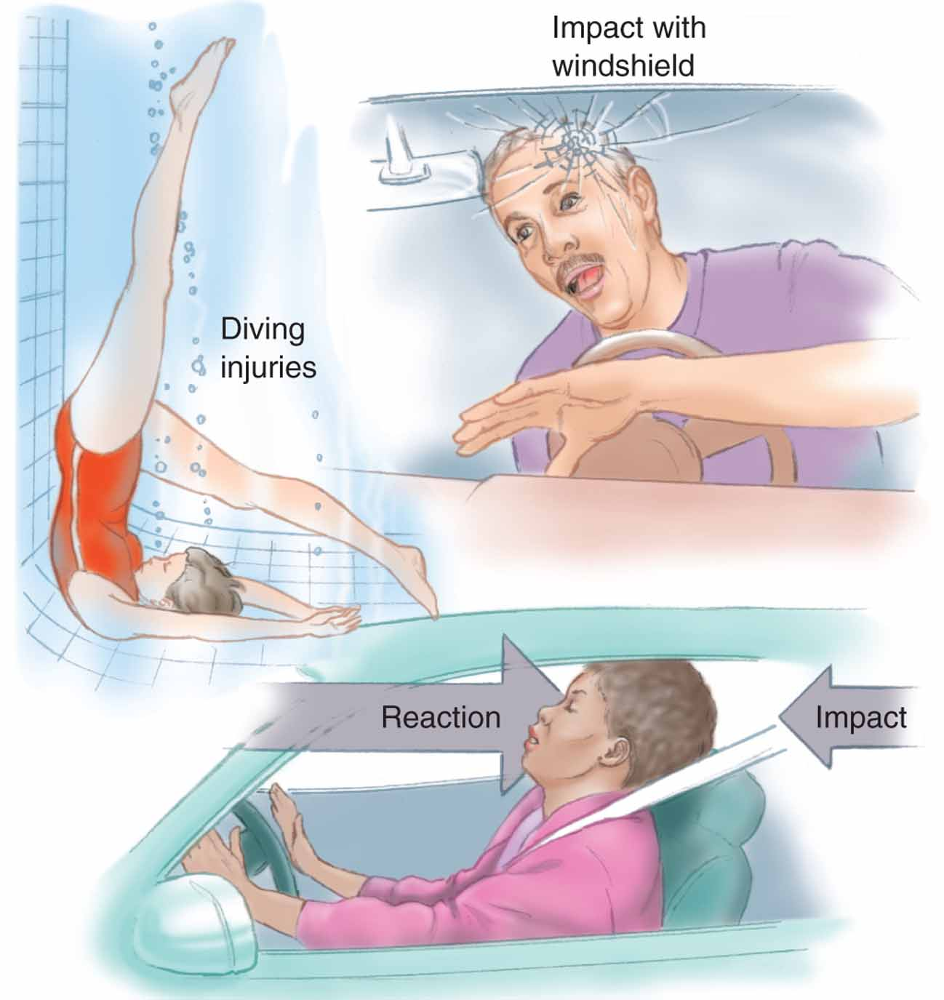 Impact with
windshield
Diving
injuries
Reaction
Impact